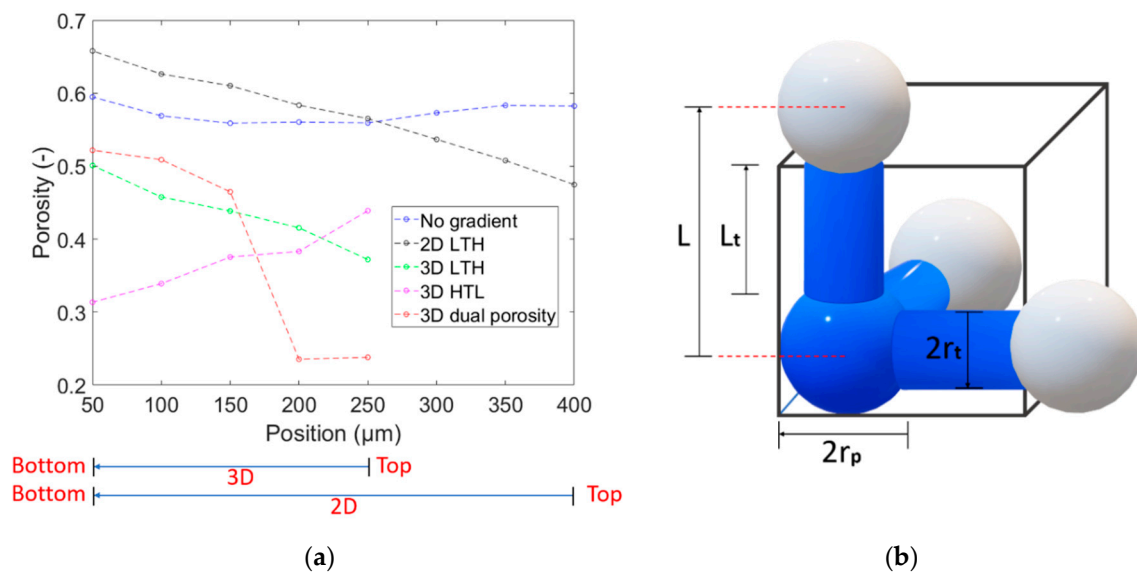 0.7
0.6
0.5
0.4
0.3
0.2
Porosity (-)
No gradient
2D LTH
3D LTH
3D HTL
3D dual porosity
50 100 150 200 250 300 350 400
Position (µm)
Bottom 3D Top
Bottom 2D Top
(a)
L
Lt
2rt
2rp
(b)